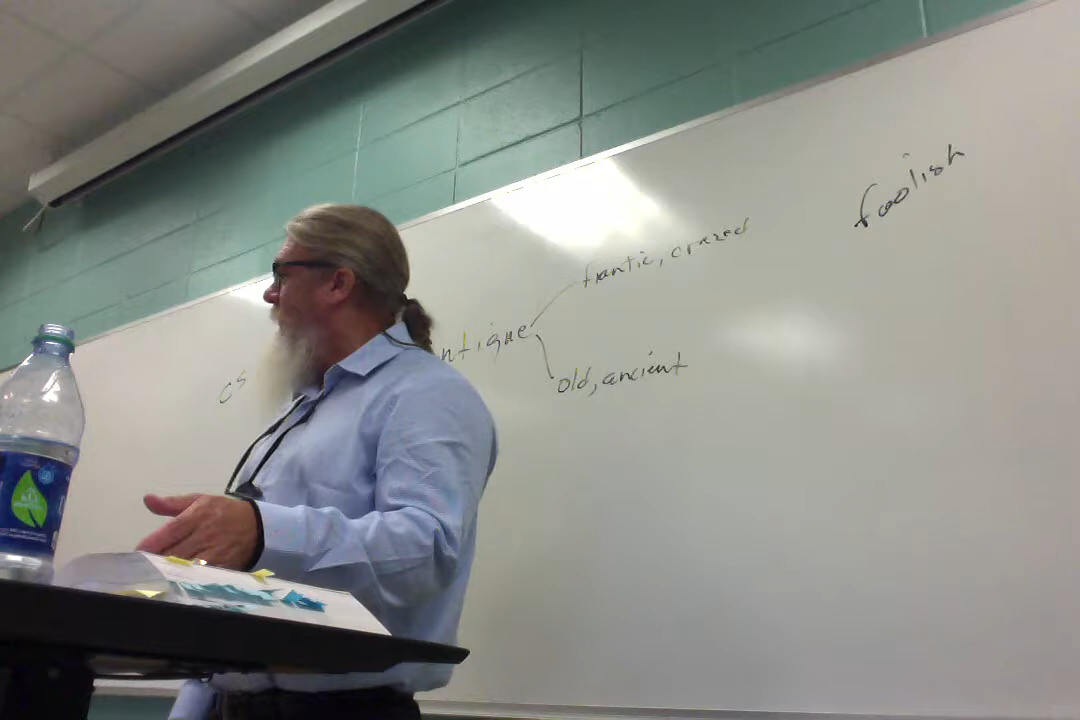 foolish
frantic, crazed
ntique
old, ancient